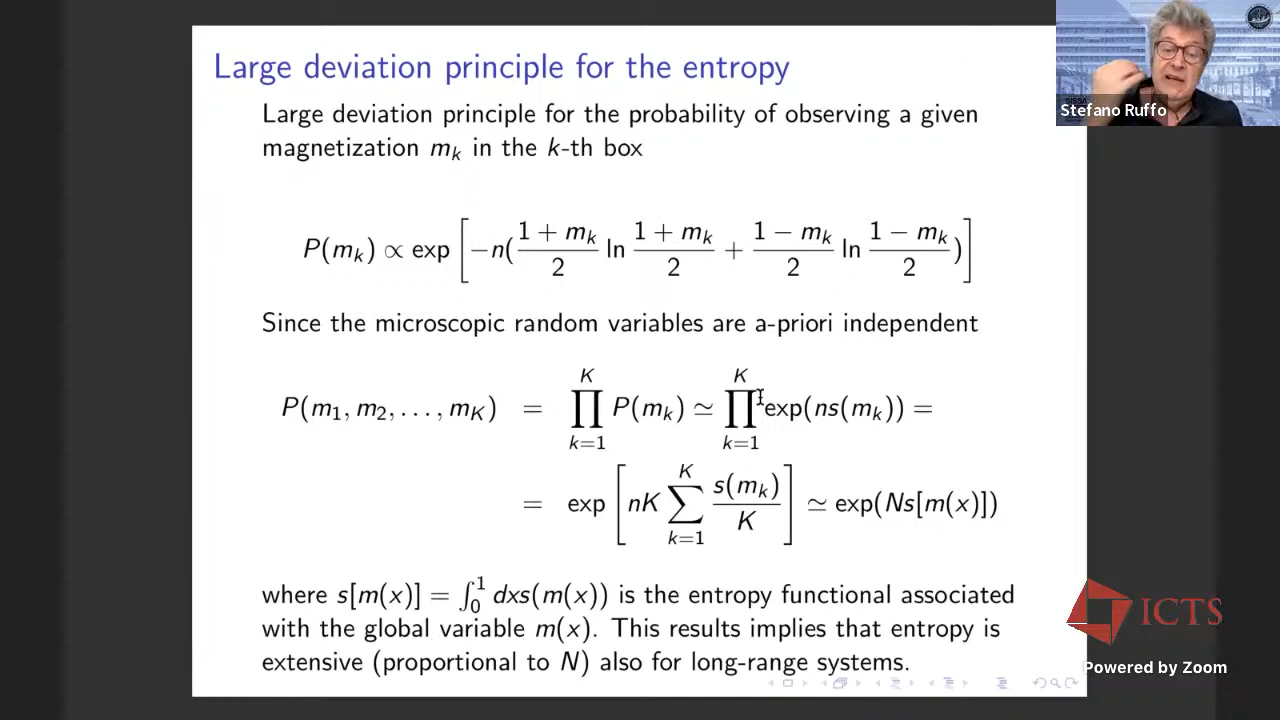 Large deviation principle for the entropy
Large deviation principle for the probability of observing a given
magnetization m_k in the k-th box
P(m_k) ∝ exp [ −n( (1 + m_k)/2 ln (1 + m_k)/2 + (1 − m_k)/2 ln (1 − m_k)/2 ) ]
Since the microscopic random variables are a-priori independent
P(m_1, m_2, . . . , m_K) = ∏_{k=1}^{K} P(m_k) ≃ ∏_{k=1}^{K} exp(ns(m_k)) =
= exp [ nK ∑_{k=1}^{K} s(m_k)/K ] ≃ exp(Ns[m(x)])
where s[m(x)] = ∫_0^1 dxs(m(x)) is the entropy functional associated
with the global variable m(x). This results implies that entropy is
extensive (proportional to N) also for long-range systems.
Stefano Ruffo
ICTS
Powered by Zoom